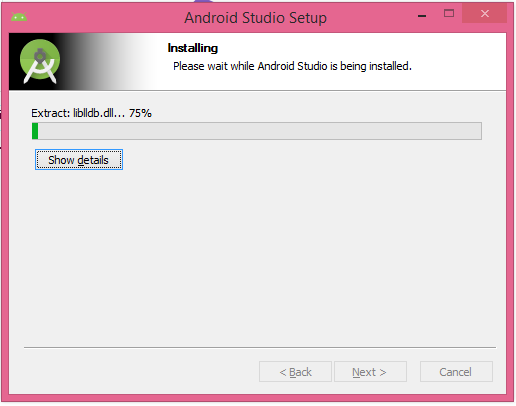 Android Studio Setup
Installing
Please wait while Android Studio is being installed.
Extract: liblldb.dll... 75%
Show details
< Back
Next >
Cancel